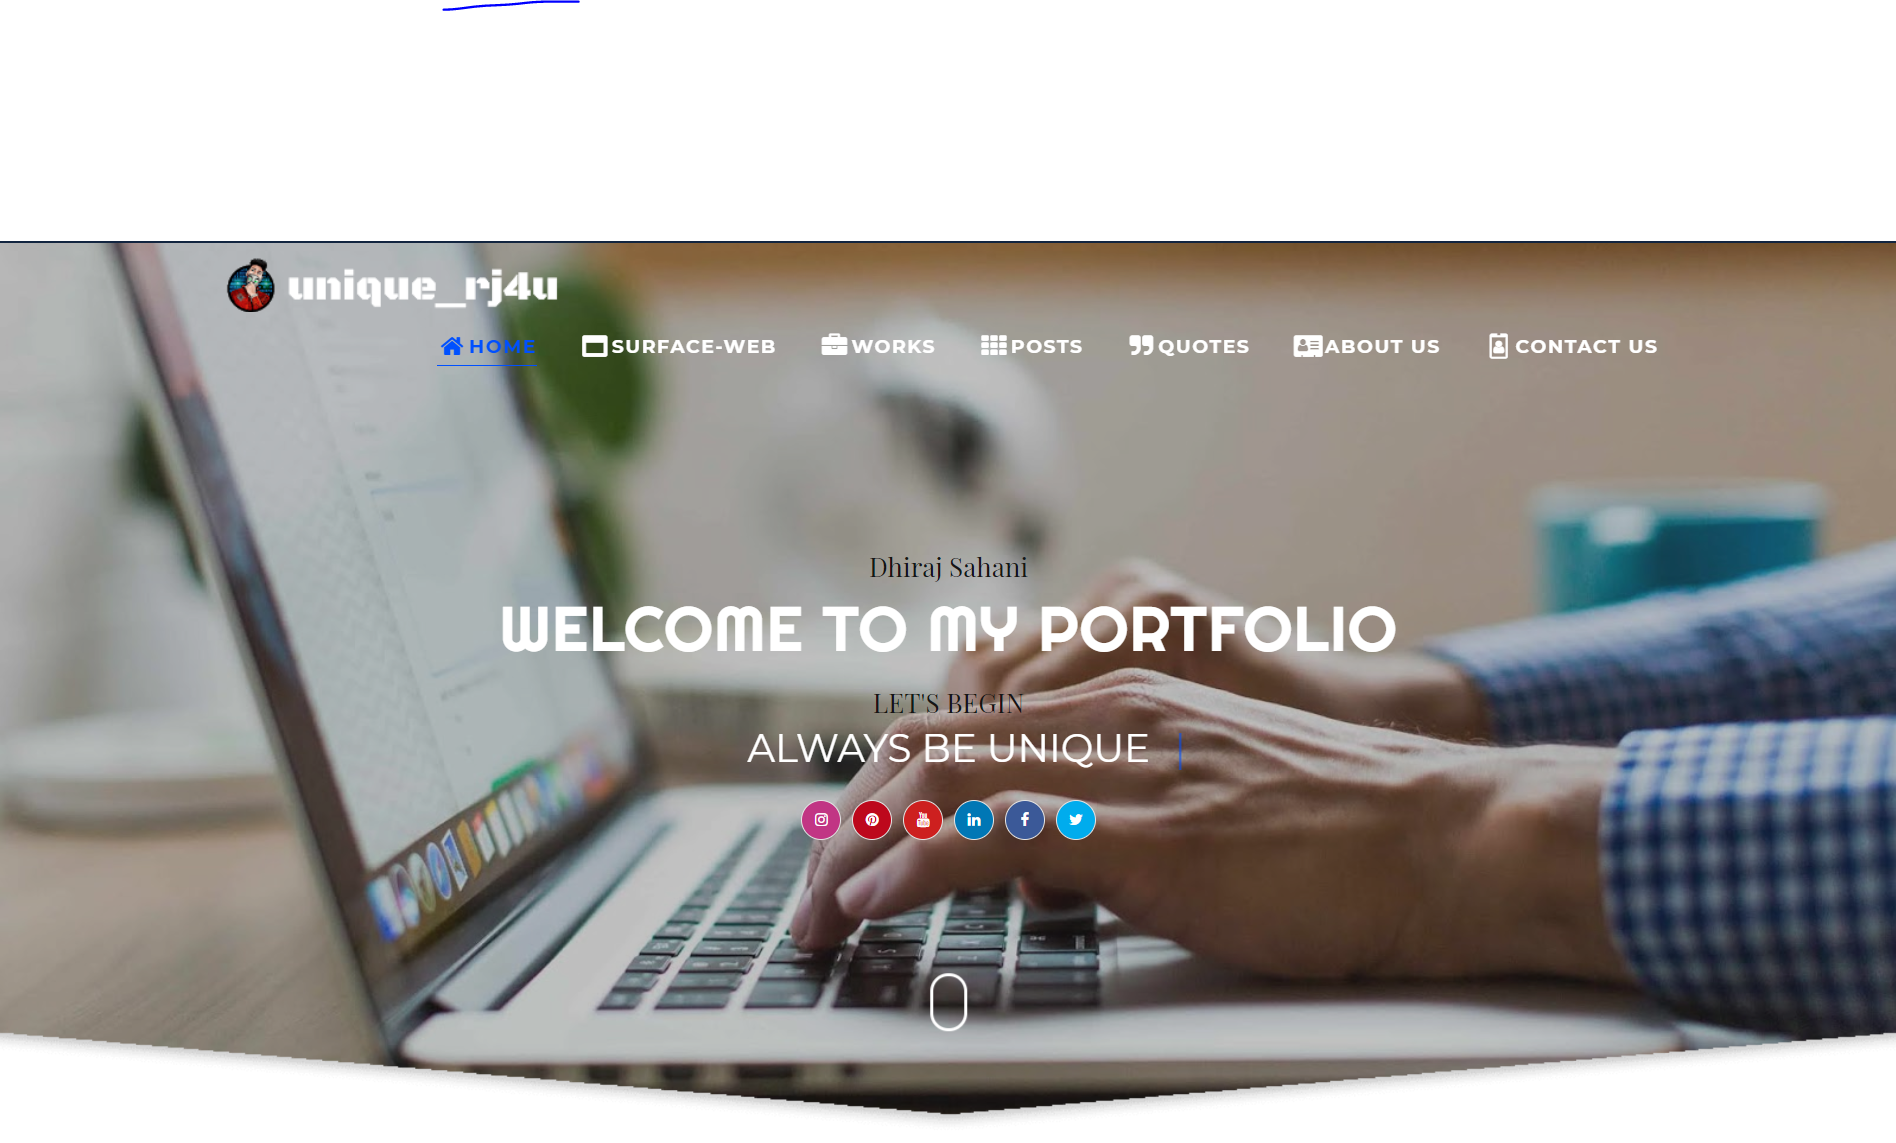 unique_rj4u
HOME SURFACE-WEB WORKS POSTS QUOTES ABOUT US CONTACT US
Dhiraj Sahani
WELCOME TO MY PORTFOLIO
LET'S BEGIN
ALWAYS BE UNIQUE